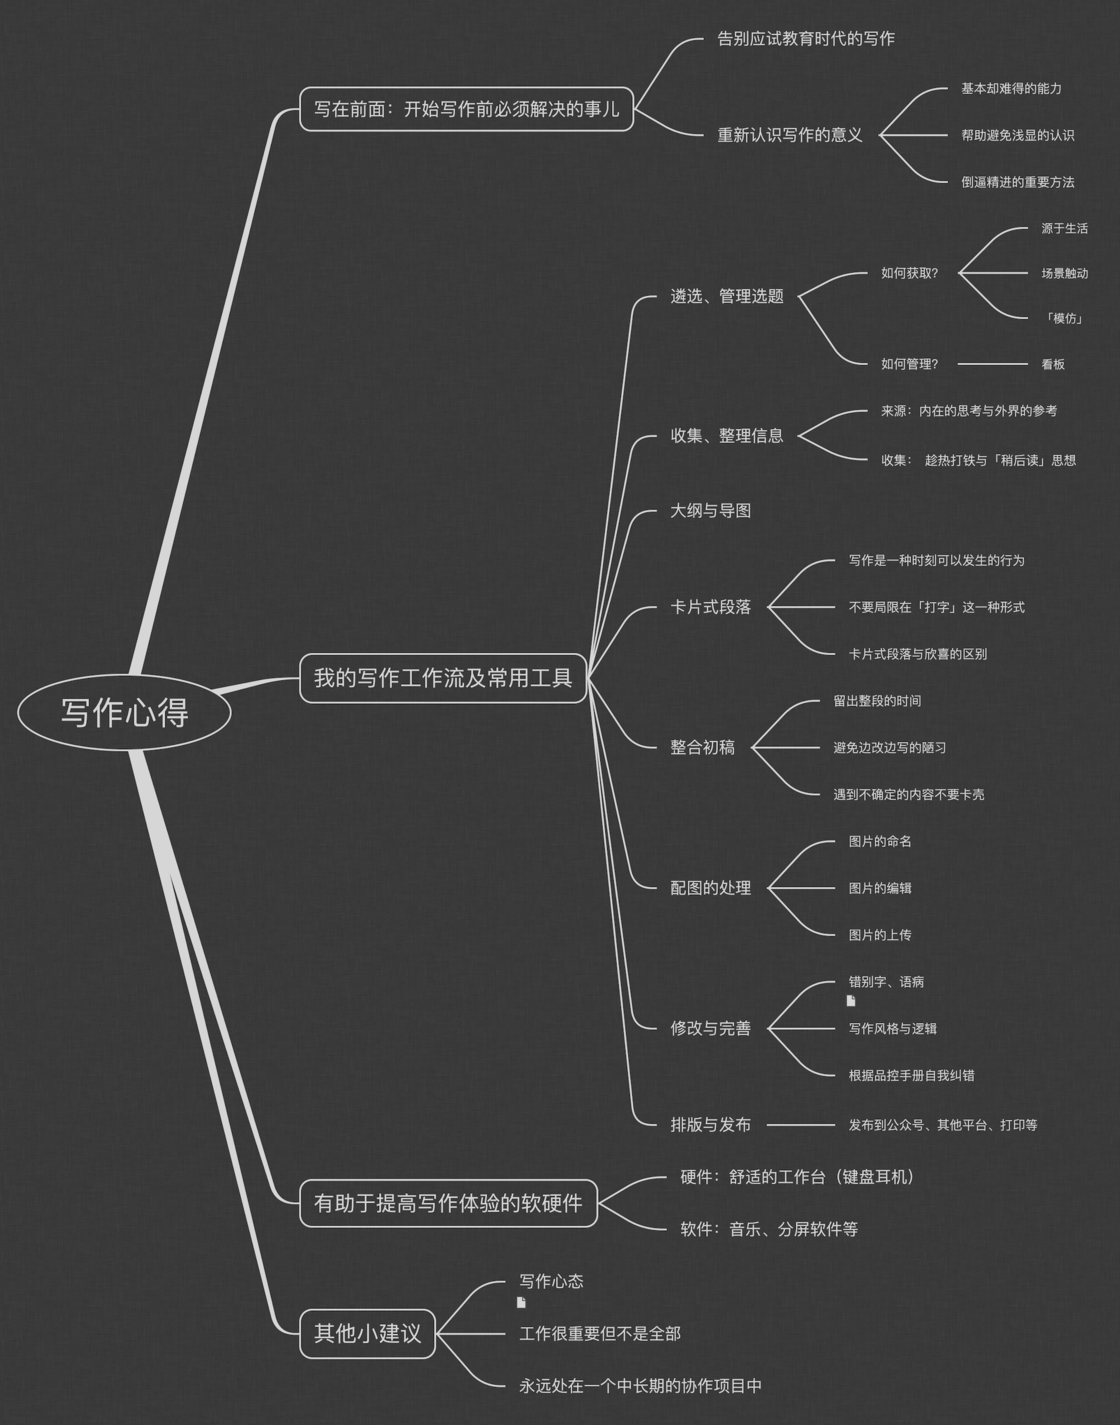 写作心得
写在前面：开始写作前必须解决的事儿
告别应试教育时代的写作
重新认识写作的意义
基本却难得的能力
帮助避免浅显的认识
倒逼精进的重要方法
我的写作工作流及常用工具
遴选、管理选题
如何获取？
源于生活
场景触动
「模仿」
如何管理？
看板
收集、整理信息
来源：内在的思考与外界的参考
收集： 趁热打铁与「稍后读」思想
大纲与导图
卡片式段落
写作是一种时刻可以发生的行为
不要局限在「打字」这一种形式
卡片式段落与欣喜的区别
整合初稿
留出整段的时间
避免边改边写的陋习
遇到不确定的内容不要卡壳
配图的处理
图片的命名
图片的编辑
图片的上传
修改与完善
错别字、语病
写作风格与逻辑
根据品控手册自我纠错
排版与发布
发布到公众号、其他平台、打印等
有助于提高写作体验的软硬件
硬件：舒适的工作台（键盘耳机）
软件：音乐、分屏软件等
其他小建议
写作心态
工作很重要但不是全部
永远处在一个中长期的协作项目中